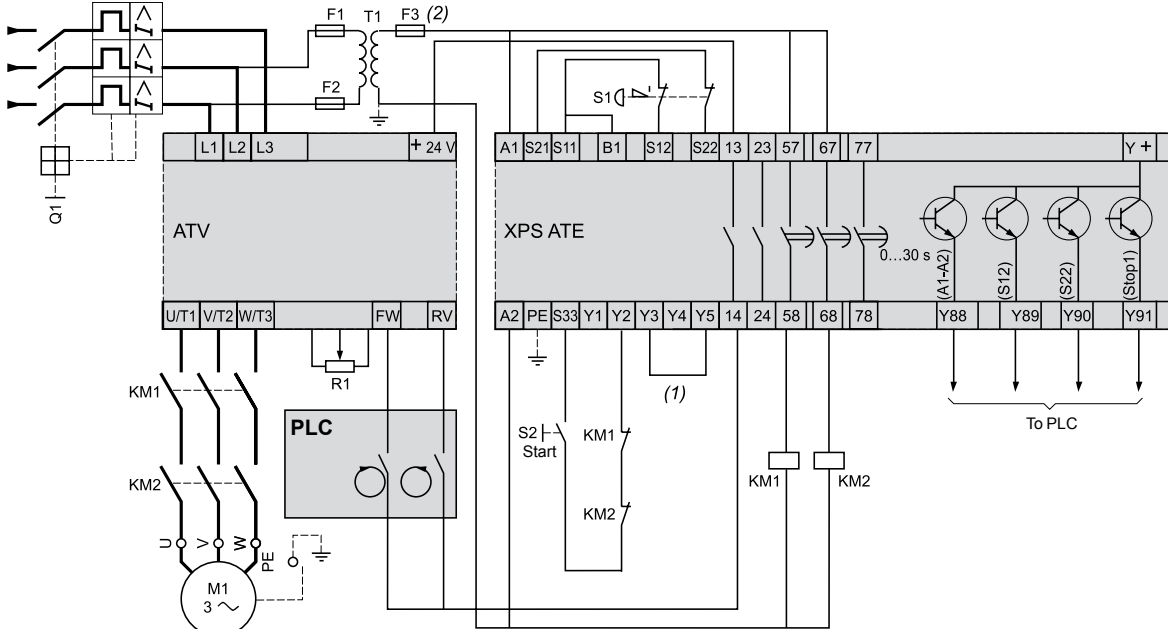 F1 T1 F3 (2)
F2
S1
L1 L2 L3 + 24 V
A1 S21 S11 B1 S12 S22 13 23 57 67 77 Y +
Q1
ATV
XPS ATE
0...30 s
(A1-A2) (S12) (S22) (Stop1)
U/T1 V/T2 W/T3 FW RV
A2 PE S33 Y1 Y2 Y3 Y4 Y5 14 24 58 68 78 Y88 Y89 Y90 Y91
R1
(1)
KM1
PLC
S2
Start
KM1
To PLC
KM2
KM1 KM2
KM2
U V W PE
M1
3